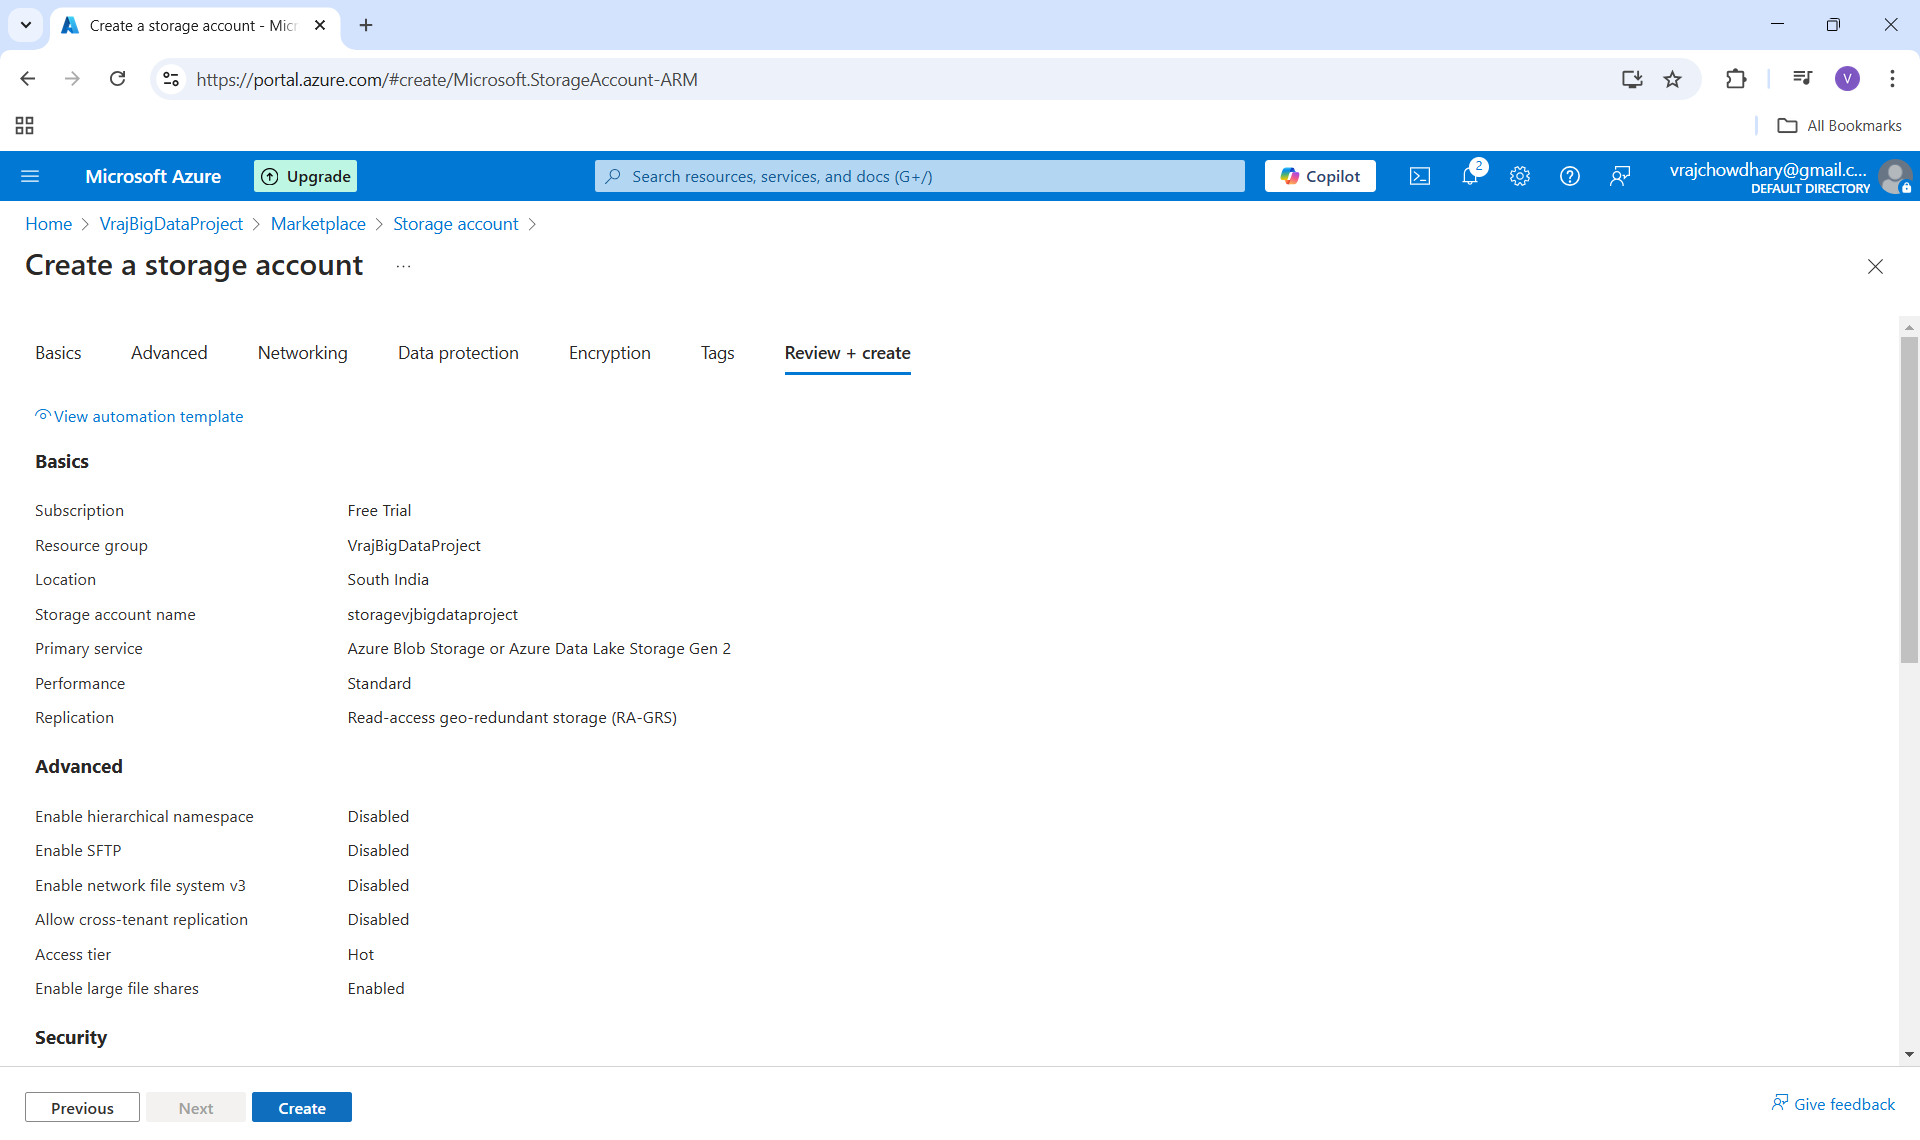 Create a storage account - Micr
https://portal.azure.com/#create/Microsoft.StorageAccount-ARM
V
All Bookmarks
Microsoft Azure
Upgrade
Search resources, services, and docs (G+/)
Copilot
2
vrajchowdhary@gmail.c...
DEFAULT DIRECTORY
Home > VrajBigDataProject > Marketplace > Storage account >
Create a storage account ...
Basics Advanced Networking Data protection Encryption Tags Review + create
View automation template
Basics
Subscription Free Trial
Resource group VrajBigDataProject
Location South India
Storage account name storagevjbigdataproject
Primary service Azure Blob Storage or Azure Data Lake Storage Gen 2
Performance Standard
Replication Read-access geo-redundant storage (RA-GRS)
Advanced
Enable hierarchical namespace Disabled
Enable SFTP Disabled
Enable network file system v3 Disabled
Allow cross-tenant replication Disabled
Access tier Hot
Enable large file shares Enabled
Security
Previous Next Create
Give feedback